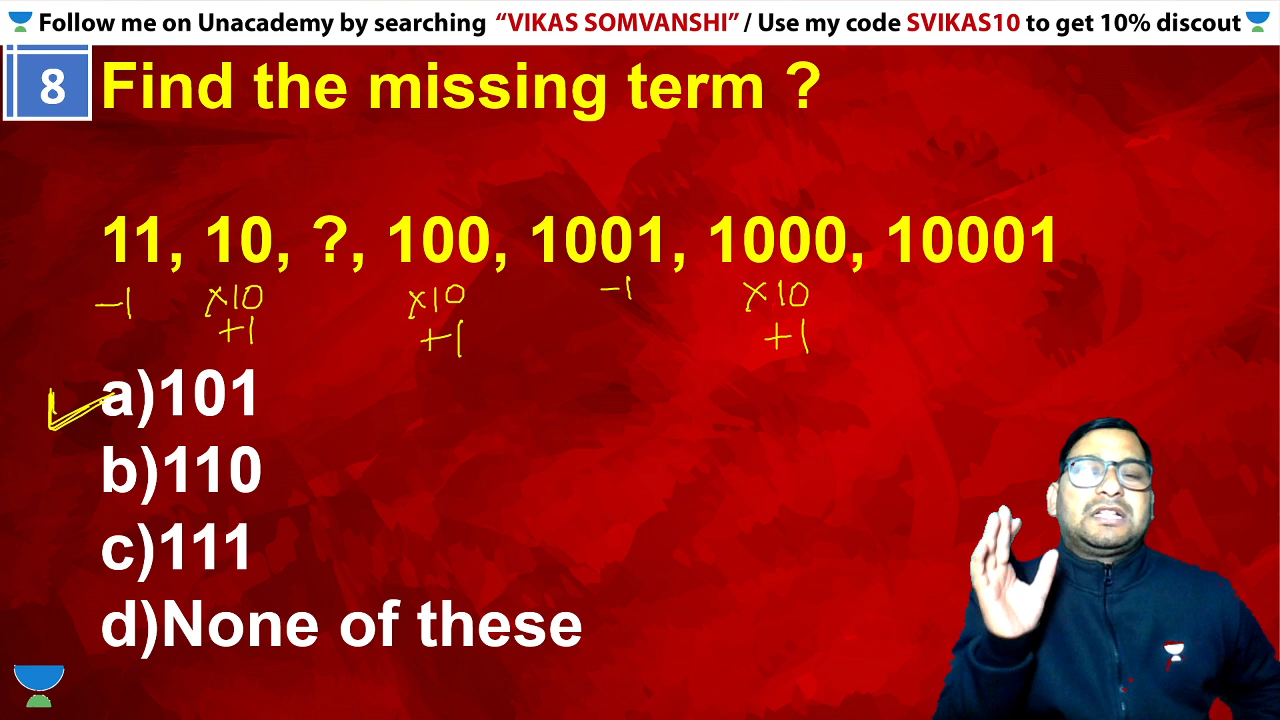 Follow me on Unacademy by searching “VIKAS SOMVANSHI” / Use my code SVIKAS10 to get 10% discout
8 Find the missing term ?
11, 10, ?, 100, 1001, 1000, 10001
-1 ×10 ×10 -1 ×10
+1 +1 +1
a)101
b)110
c)111
d)None of these